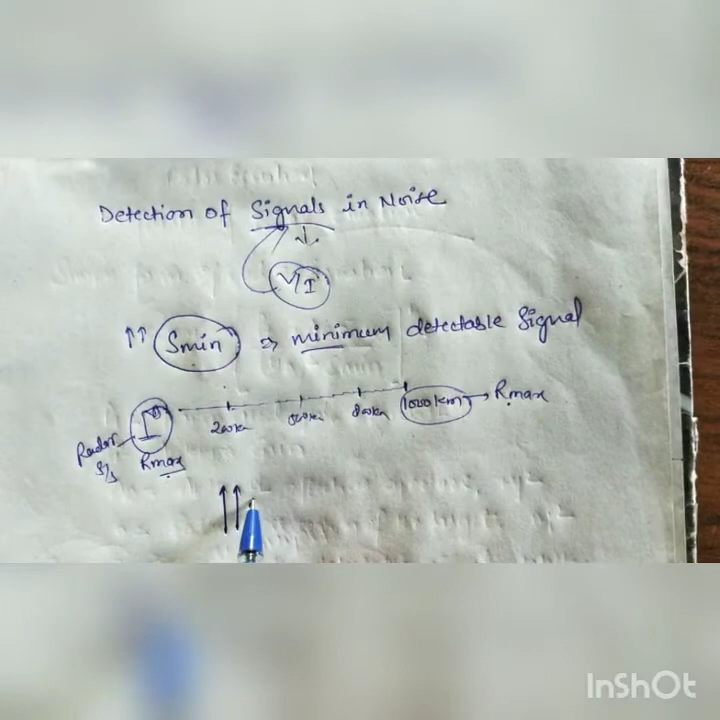 Detection of Signals in Noise
V/I
↑↑ Smin ⇒ minimum detectable Signal
200km 800km 1000km → Rmax
Radar
S/s Rmax
↑↑
InShOt